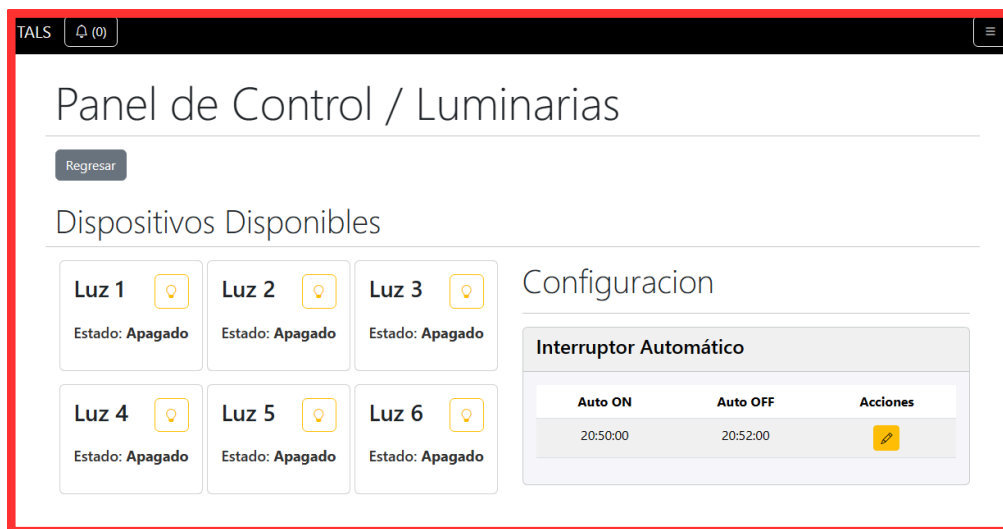 TALS (0)
Panel de Control / Luminarias
Regresar
Dispositivos Disponibles
Luz 1
Estado: Apagado
Luz 2
Estado: Apagado
Luz 3
Estado: Apagado
Luz 4
Estado: Apagado
Luz 5
Estado: Apagado
Luz 6
Estado: Apagado
Configuracion
Interruptor Automático
Auto ON Auto OFF Acciones
20:50:00 20:52:00